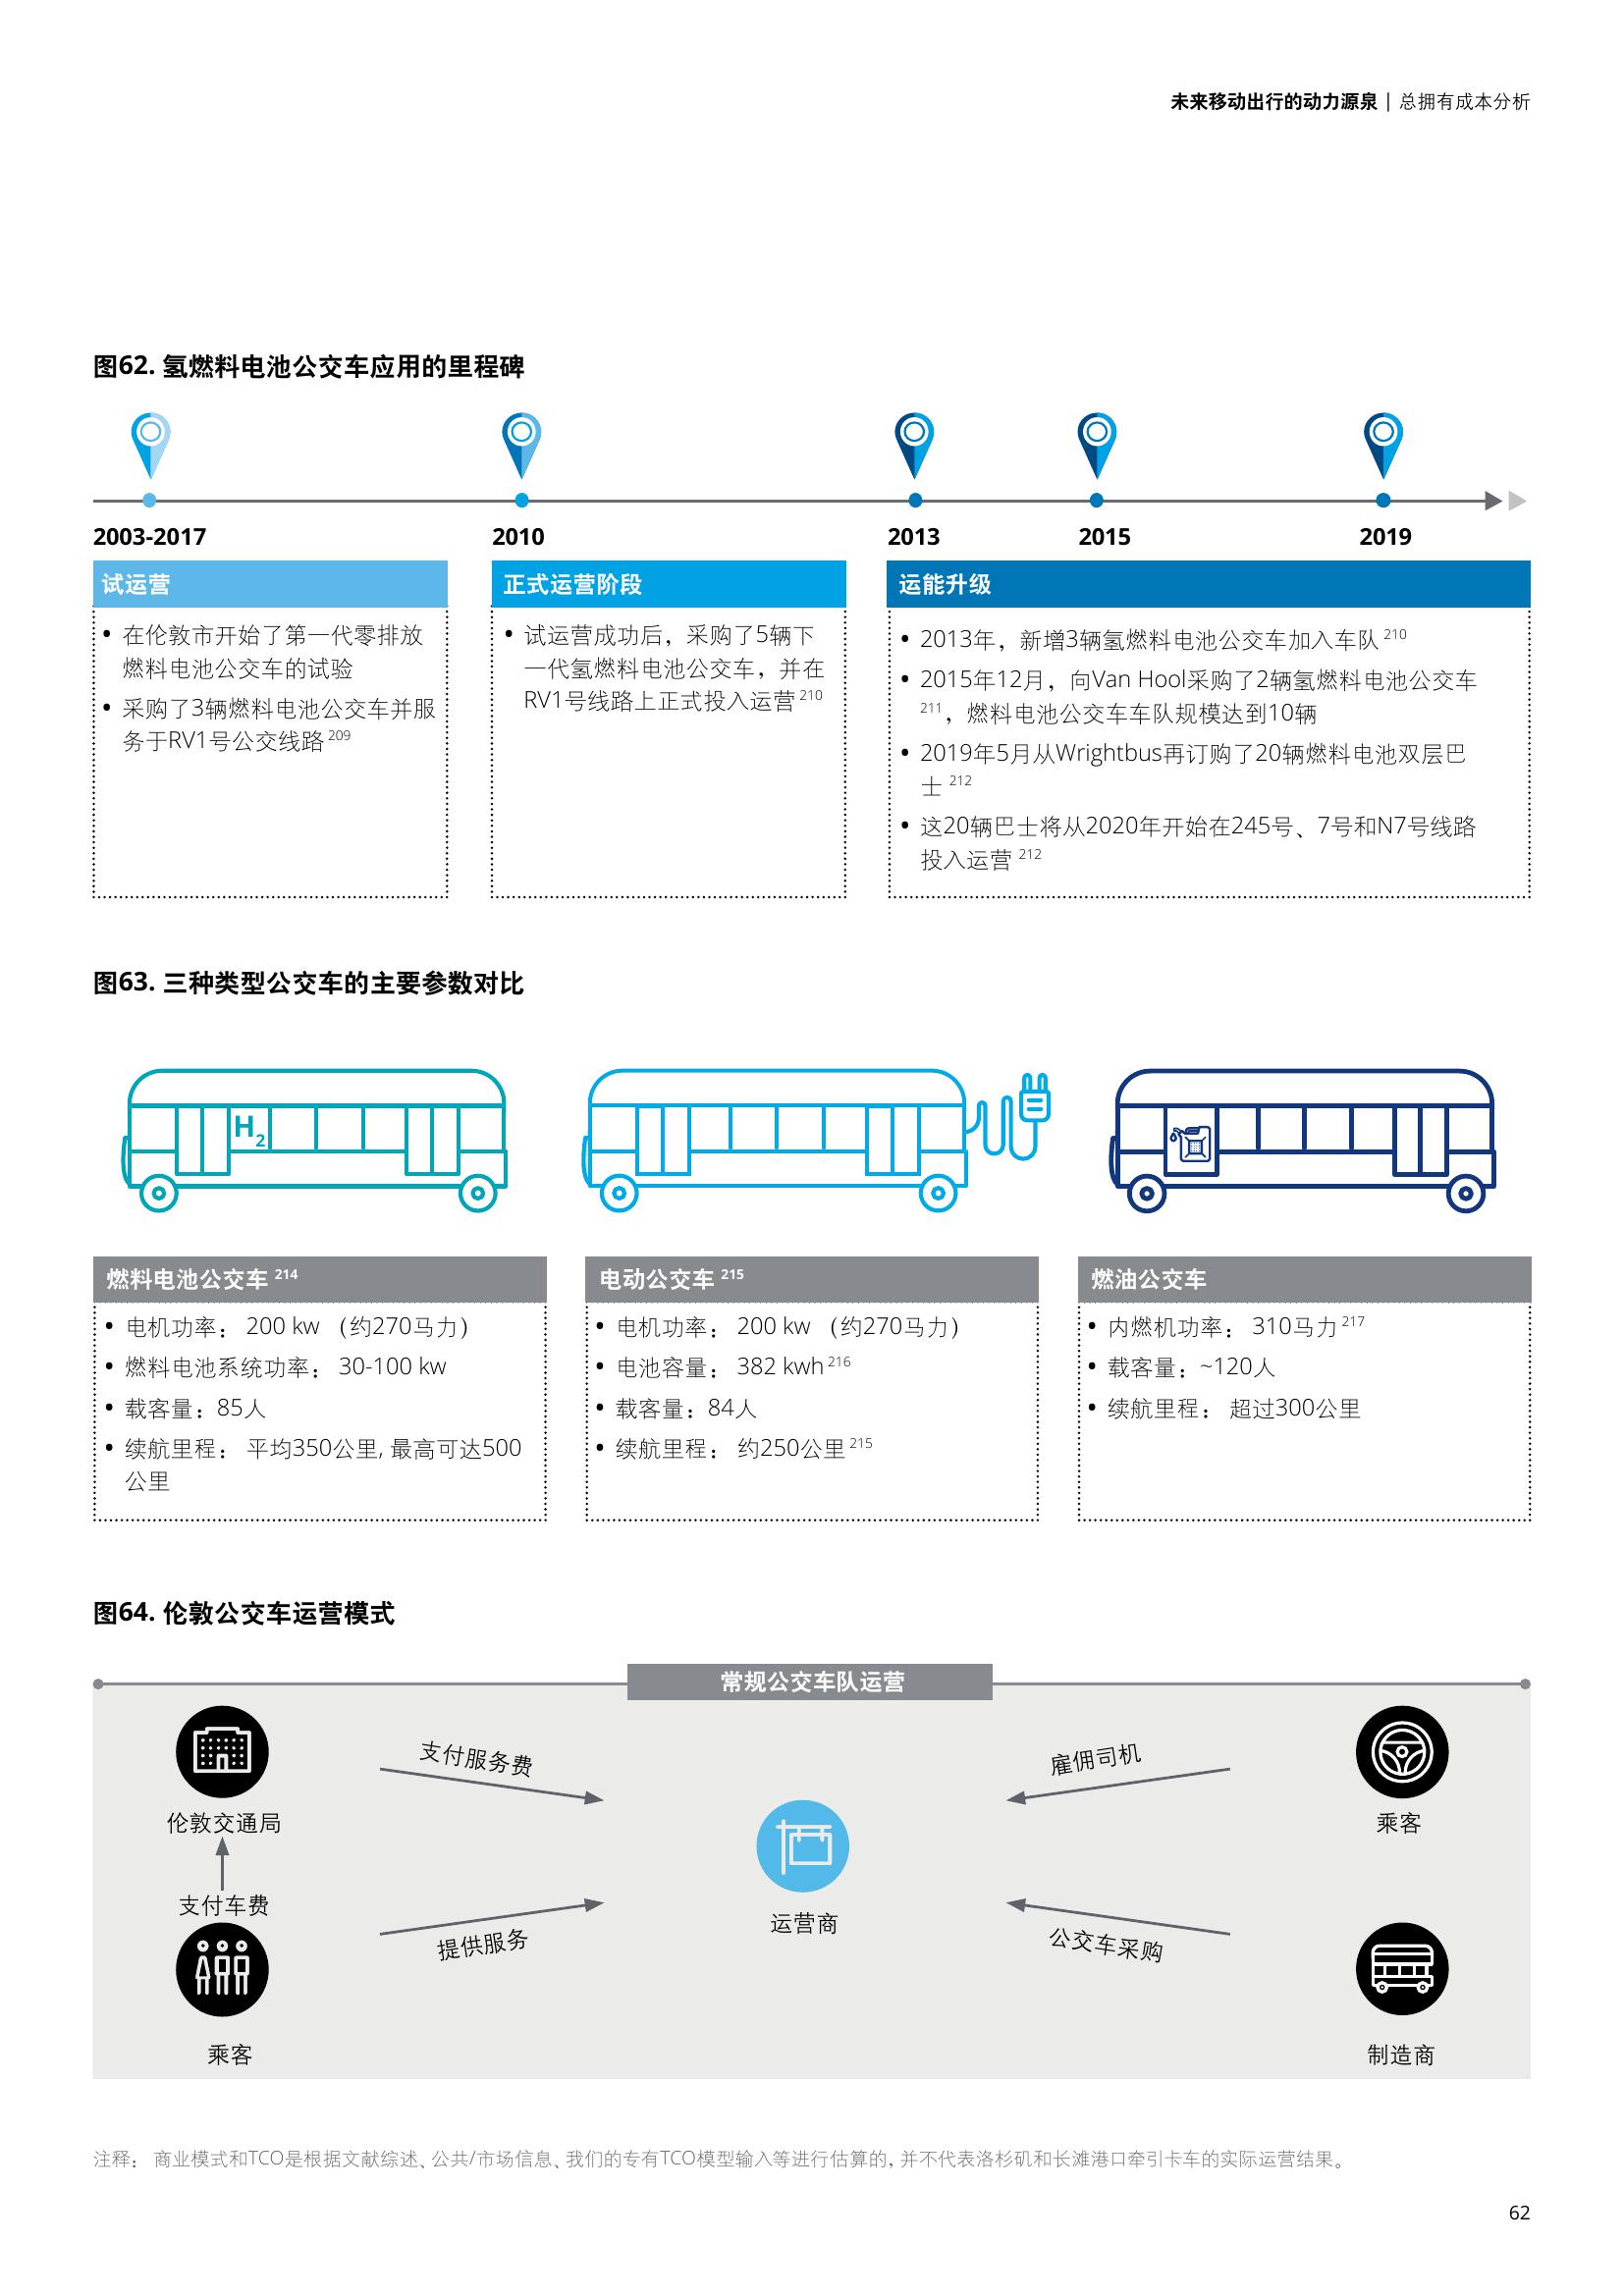 未来移动出行的动力源泉 | 总拥有成本分析
图62. 氢燃料电池公交车应用的里程碑
2003-2017
2010
2013
2015
2019
试运营
• 在伦敦市开始了第一代零排放
燃料电池公交车的试验
• 采购了3辆燃料电池公交车并服
务于RV1号公交线路 209
正式运营阶段
• 试运营成功后，采购了5辆下
一代氢燃料电池公交车，并在
RV1号线路上正式投入运营 210
运能升级
• 2013年，新增3辆氢燃料电池公交车加入车队 210
• 2015年12月，向Van Hool采购了2辆氢燃料电池公交车
211，燃料电池公交车车队规模达到10辆
• 2019年5月从Wrightbus再订购了20辆燃料电池双层巴
士 212
• 这20辆巴士将从2020年开始在245号、7号和N7号线路
投入运营 212
图63. 三种类型公交车的主要参数对比
H2
燃料电池公交车 214
• 电机功率： 200 kw （约270马力）
• 燃料电池系统功率： 30-100 kw
• 载客量：85人
• 续航里程： 平均350公里, 最高可达500
公里
电动公交车 215
• 电机功率： 200 kw （约270马力）
• 电池容量： 382 kwh 216
• 载客量：84人
• 续航里程： 约250公里 215
燃油公交车
• 内燃机功率： 310马力 217
• 载客量：~120人
• 续航里程： 超过300公里
图64. 伦敦公交车运营模式
常规公交车队运营
伦敦交通局
支付车费
乘客
支付服务费
提供服务
运营商
雇佣司机
公交车采购
乘客
制造商
注释： 商业模式和TCO是根据文献综述、公共/市场信息、我们的专有TCO模型输入等进行估算的, 并不代表洛杉矶和长滩港口牵引卡车的实际运营结果。
62